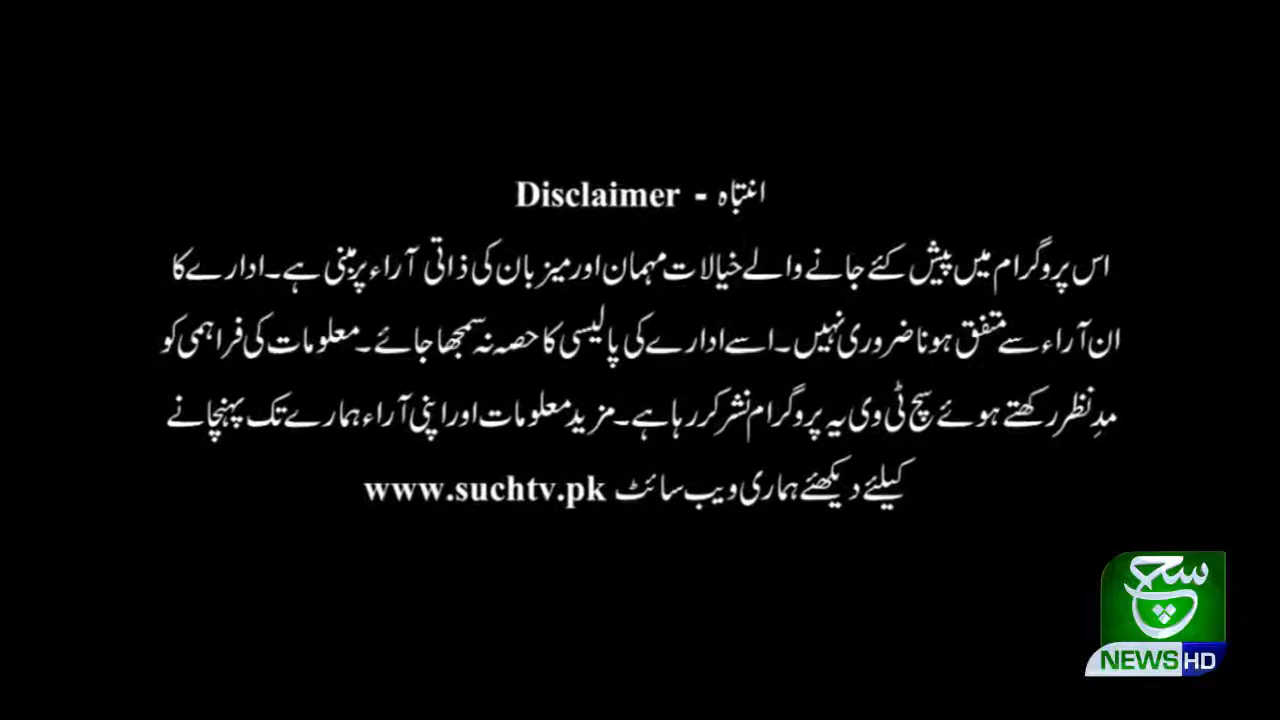 انتباہ - Disclaimer
اس پروگرام میں پیش کئے جانے والے خیالات مہمان اور میزبان کی ذاتی آراء پر مبنی ہے۔ ادارے کا
ان آراء سے متفق ہونا ضروری نہیں۔ اسے ادارے کی پالیسی کا حصہ نہ سمجھا جائے۔ معلومات کی فراہمی کو
مدِنظر رکھتے ہوئے سچ ٹی وی یہ پروگرام نشر کر رہا ہے۔ مزید معلومات اور اپنی آراء ہمارے تک پہنچانے
کیلئے دیکھئے ہماری ویب سائٹ www.suchtv.pk
سچ
NEWS HD